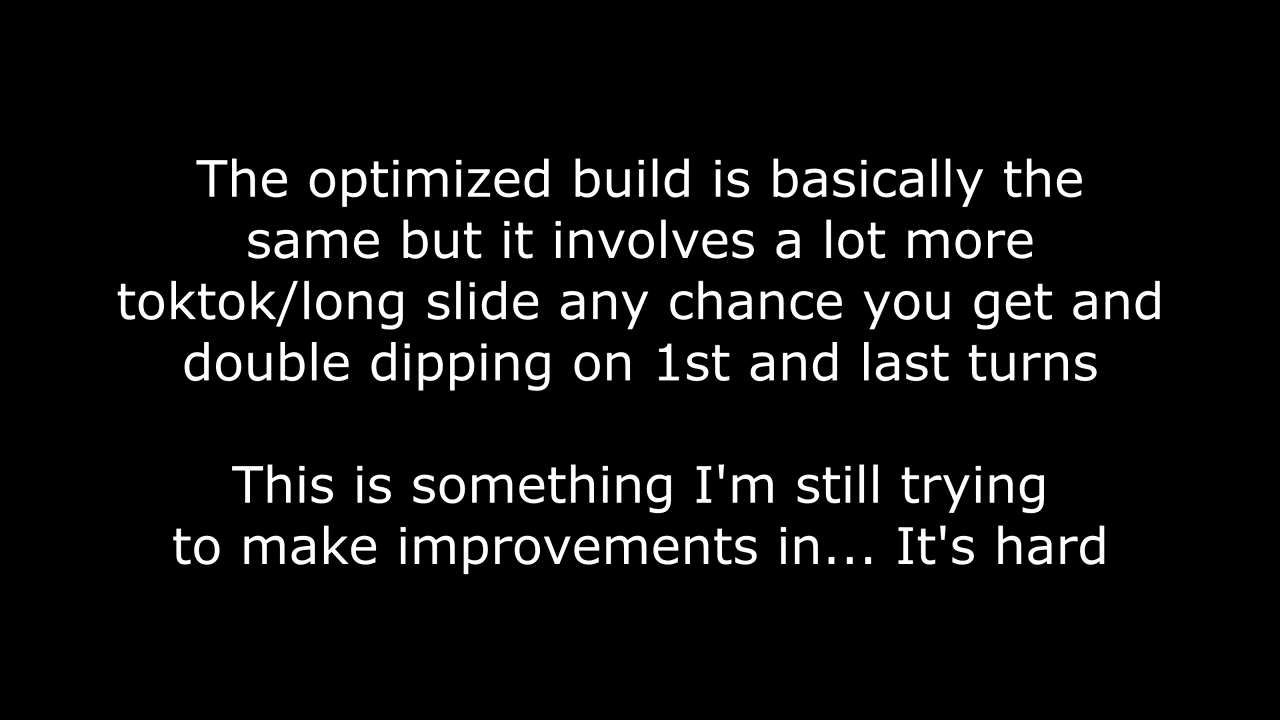 The optimized build is basically the
same but it involves a lot more
toktok/long slide any chance you get and
double dipping on 1st and last turns
This is something I'm still trying
to make improvements in... It's hard